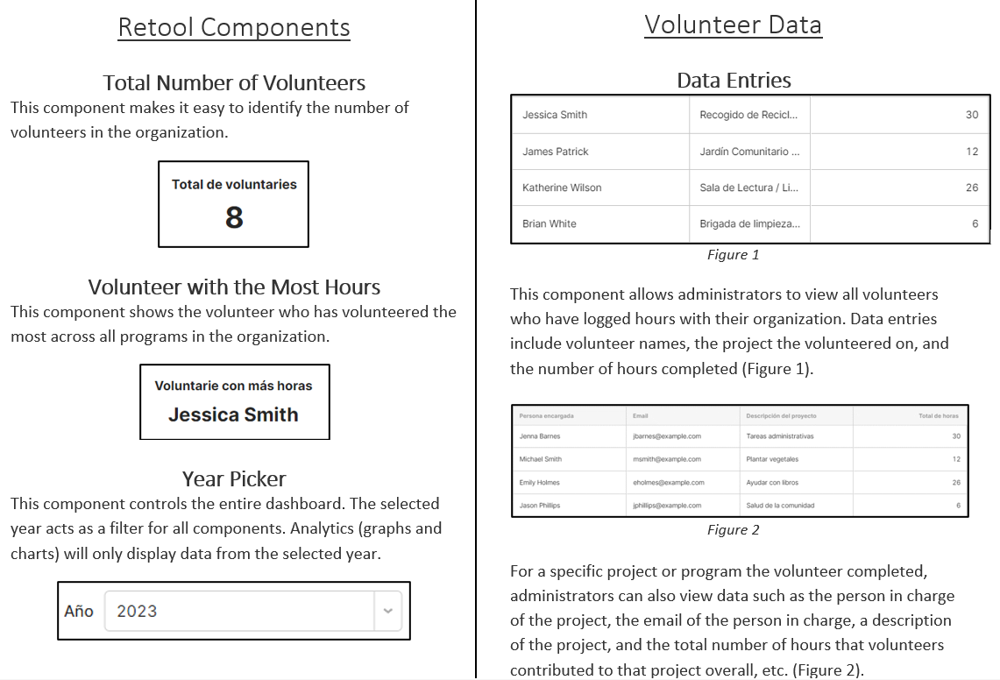 Retool Components
Total Number of Volunteers
This component makes it easy to identify the number of
volunteers in the organization.
Total de voluntaries
8
Volunteer with the Most Hours
This component shows the volunteer who has volunteered the
most across all programs in the organization.
Voluntarie con más horas
Jessica Smith
Year Picker
This component controls the entire dashboard. The selected
year acts as a filter for all components. Analytics (graphs and
charts) will only display data from the selected year.
Año 2023
Volunteer Data
Data Entries
Jessica Smith Recogido de Recicl... 30
James Patrick Jardín Comunitario ... 12
Katherine Wilson Sala de Lectura / Li... 26
Brian White Brigada de limpieza... 6
Figure 1
This component allows administrators to view all volunteers
who have logged hours with their organization. Data entries
include volunteer names, the project the volunteered on, and
the number of hours completed (Figure 1).
Persona encargada Email Descripción del proyecto Total de horas
Jenna Barnes jbarnes@example.com Tareas administrativas 30
Michael Smith msmith@example.com Plantar vegetales 12
Emily Holmes eholmes@example.com Ayudar con libros 26
Jason Phillips jphillips@example.com Salud de la comunidad 6
Figure 2
For a specific project or program the volunteer completed,
administrators can also view data such as the person in charge
of the project, the email of the person in charge, a description
of the project, and the total number of hours that volunteers
contributed to that project overall, etc. (Figure 2).